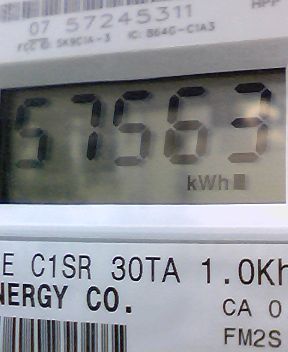 07 57245311
FCC ID: SK9C1A-3 IC: 864G-C1A3
57563
kWh
E C1SR 30TA 1.0Kh
NERGY CO.
CA 0
FM2S